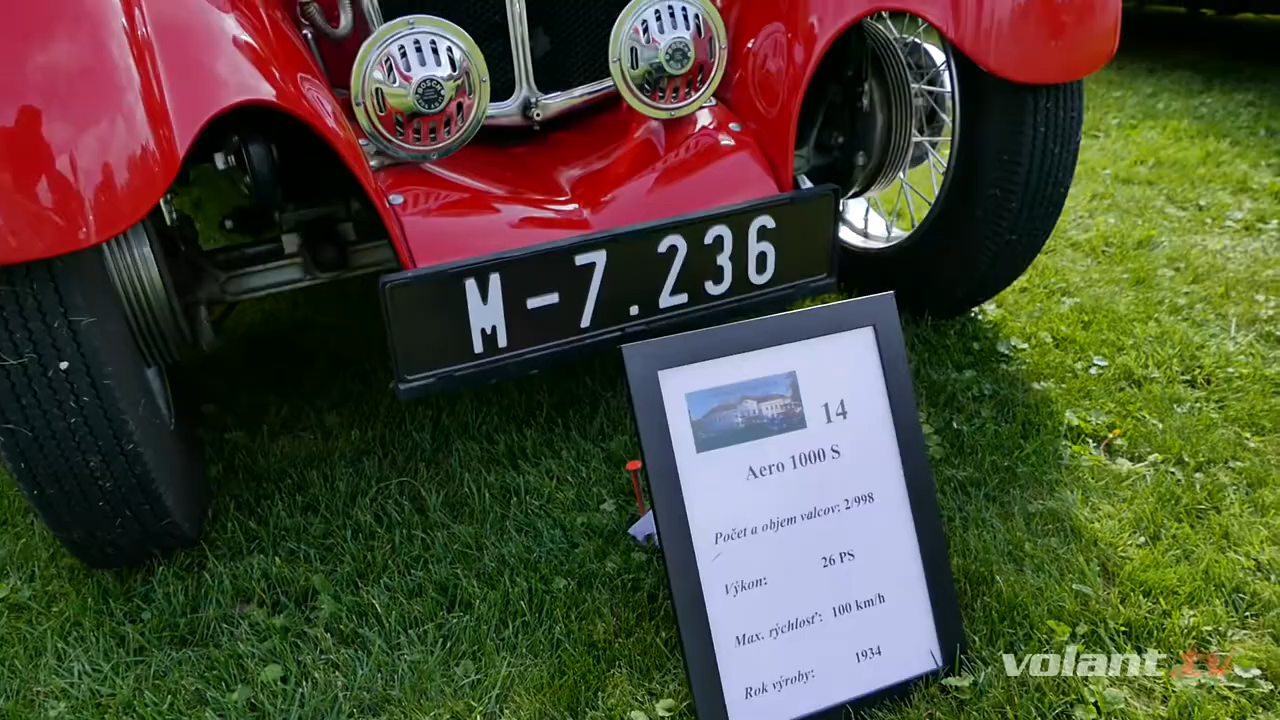 BOSCH
M-7.236
14
Aero 1000 S
Počet a objem valcov: 2/998
Výkon: 26 PS
Max. rýchlosť: 100 km/h
Rok výroby: 1934
volant.tv